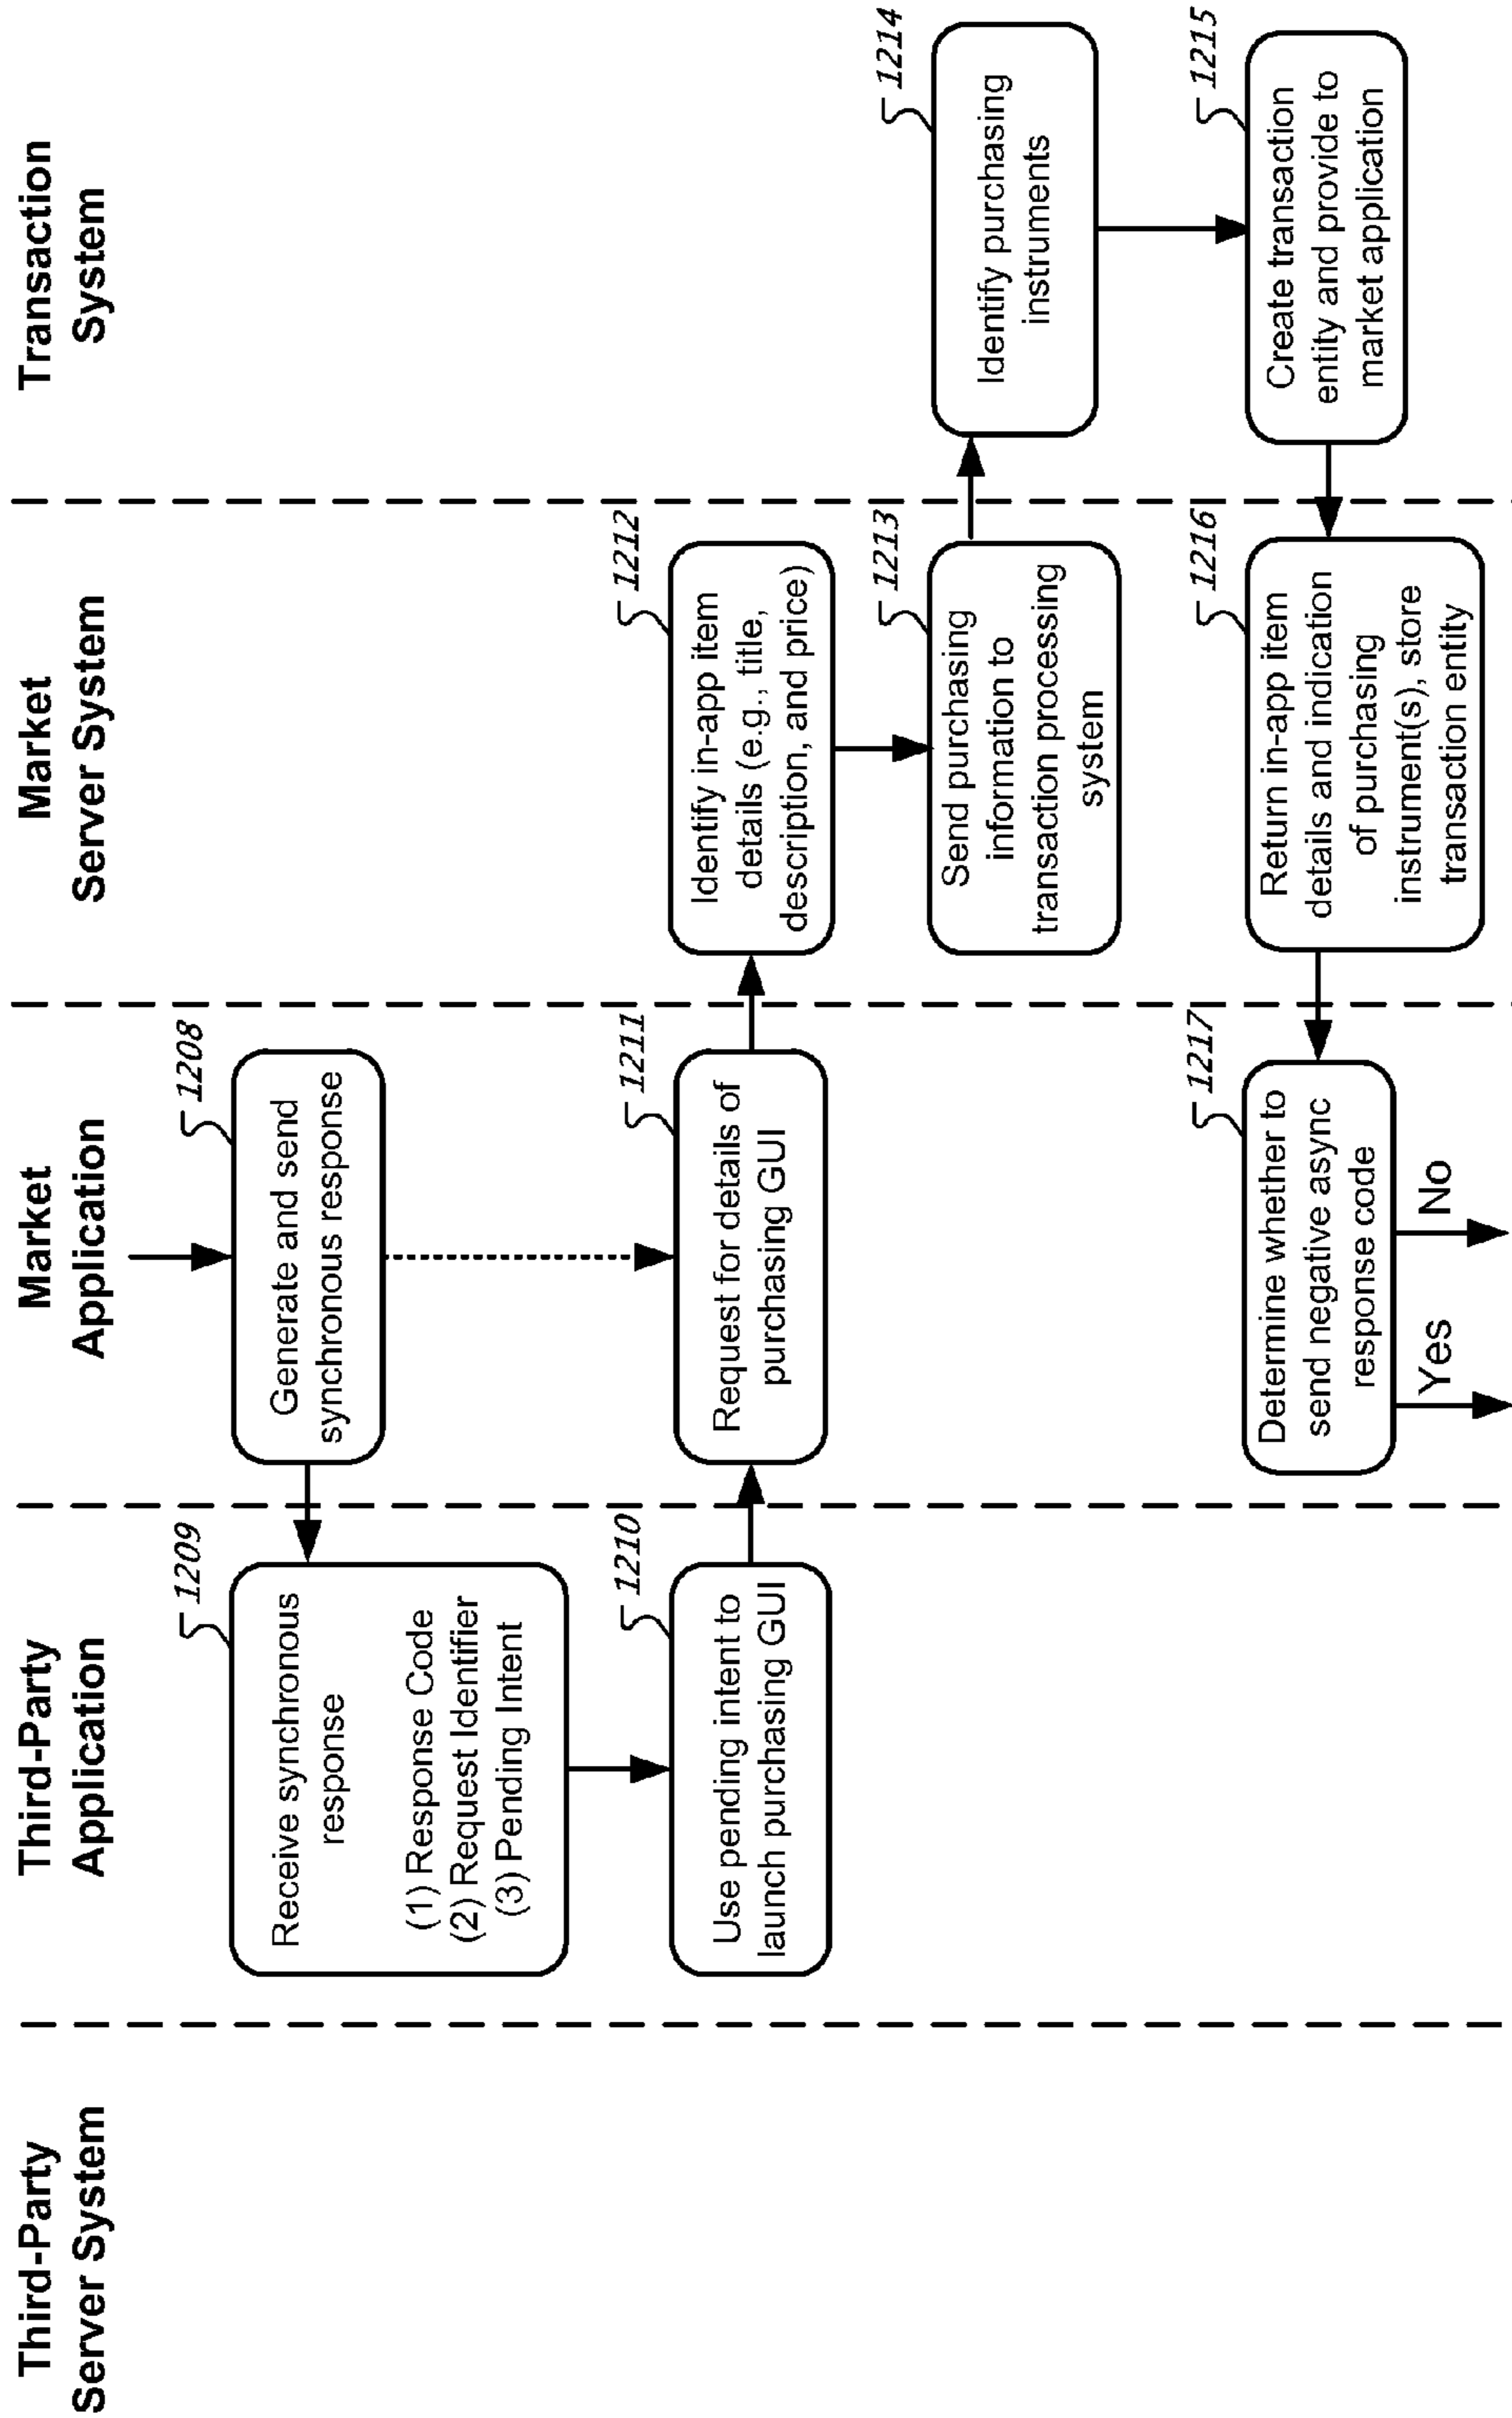 Third-Party
Server System
Third-Party
Application
Market
Application
Market
Server System
Transaction
System
1208
Generate and send
synchronous response
1209
Receive synchronous
response
(1) Response Code
(2) Request Identifier
(3) Pending Intent
1210
Use pending intent to
launch purchasing GUI
1211
Request for details of
purchasing GUI
1212
Identify in-app item
details (e.g., title,
description, and price)
1213
Send purchasing
information to
transaction processing
system
1214
Identify purchasing
instruments
1215
Create transaction
entity and provide to
market application
1216
Return in-app item
details and indication
of purchasing
instrument(s), store
transaction entity
1217
Determine whether to
send negative async
response code
Yes
No